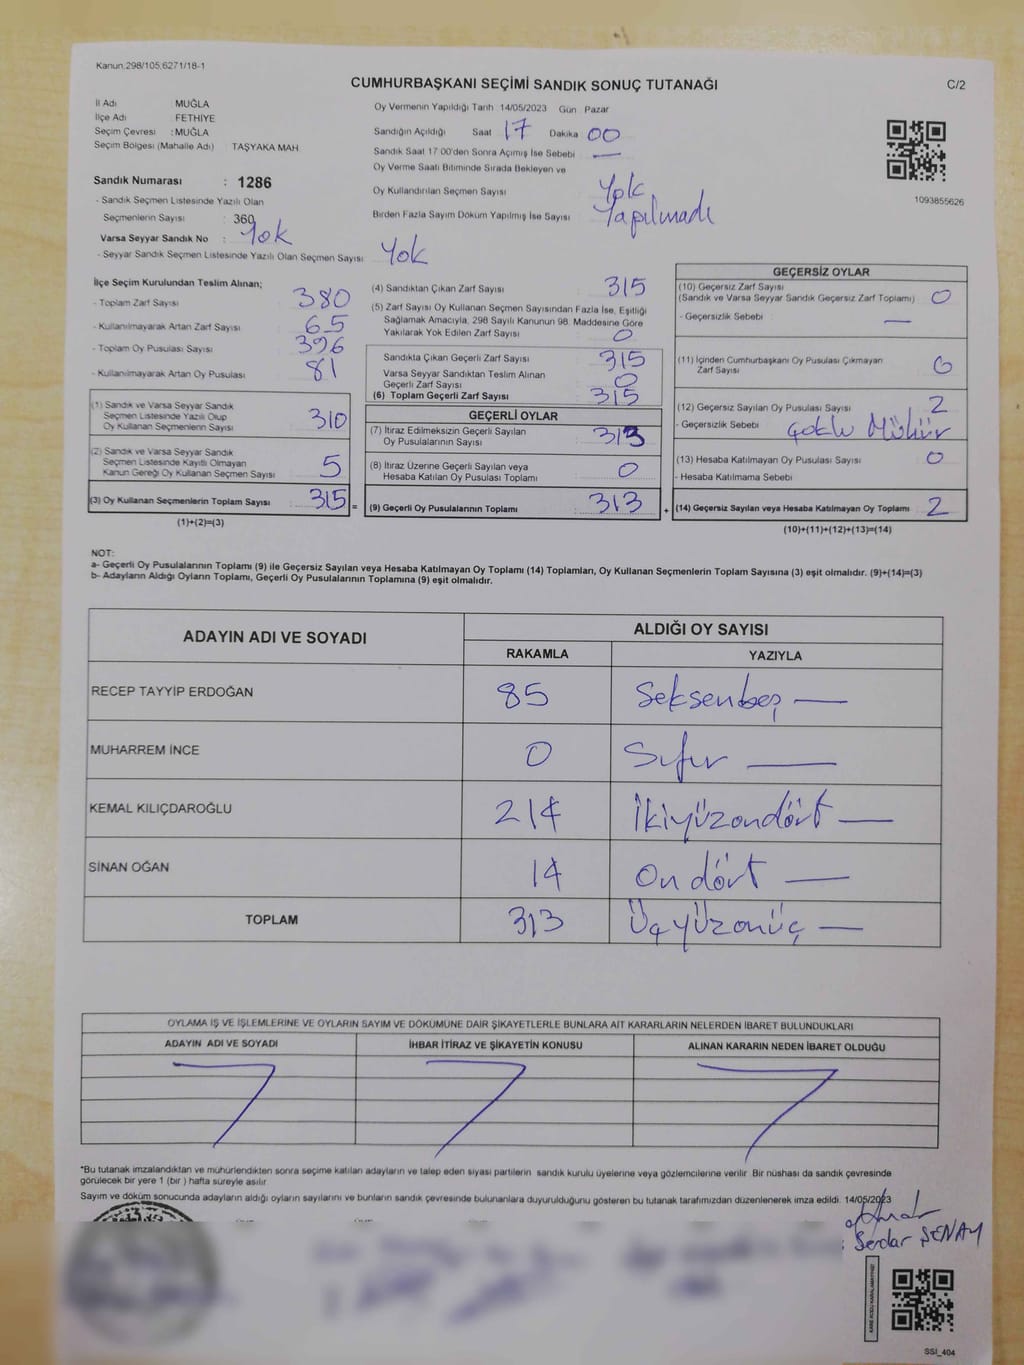 Kanun.298/105,6271/18-1
CUMHURBAŞKANI SEÇİMİ SANDIK SONUÇ TUTANAĞI
C/2
İl Adı : MUĞLA
İlçe Adı : FETHİYE
Seçim Çevresi : MUĞLA
Seçim Bölgesi (Mahalle Adı) : TAŞYAKA MAH
Sandık Numarası : 1286
- Sandık Seçmen Listesinde Yazılı Olan
Seçmenlerin Sayısı : 360
Varsa Seyyar Sandık No : Yok
- Seyyar Sandık Seçmen Listesinde Yazılı Olan Seçmen Sayısı Yok
Oy Vermenin Yapıldığı Tarih 14/05/2023 Gün Pazar
Sandığın Açıldığı Saat 17 Dakika 00
Sandık Saat 17 00'den Sonra Açımış İse Sebebi —
Oy Verme Saati Bitiminde Sırada Bekleyen ve
Oy Kullandırılan Seçmen Sayısı Yok
Birden Fazla Sayım Döküm Yapılmış İse Sayısı Yapılmadı
1093855626
İlçe Seçim Kurulundan Teslim Alınan;
- Toplam Zarf Sayısı 380
- Kullanılmayarak Artan Zarf Sayısı 65
- Toplam Oy Pusulası Sayısı 396
- Kullanılmayarak Artan Oy Pusulası 81
(1) Sandık ve Varsa Seyyar Sandık
Seçmen Listesinde Yazılı Olup
Oy Kullanan Seçmenlerin Sayısı 310
(2) Sandık ve Varsa Seyyar Sandık
Seçmen Listesinde Kayıtlı Olmayan
Kanun Gereği Oy Kullanan Seçmen Sayısı 5
(3) Oy Kullanan Seçmenlerin Toplam Sayısı 315 =
(1)+(2)=(3)
(4) Sandıktan Çıkan Zarf Sayısı 315
(5) Zarf Sayısı Oy Kullanan Seçmen Sayısından Fazla İse, Eşitliği
Sağlamak Amacıyla, 298 Sayılı Kanunun 98. Maddesine Göre
Yakılarak Yok Edilen Zarf Sayısı 0
Sandıkta Çıkan Geçerli Zarf Sayısı 315
Varsa Seyyar Sandıktan Teslim Alınan
Geçerli Zarf Sayısı 0
(6) Toplam Geçerli Zarf Sayısı 315
GEÇERLİ OYLAR
(7) İtiraz Edilmeksizin Geçerli Sayılan
Oy Pusulalarının Sayısı 313
(8) İtiraz Üzerine Geçerli Sayılan veya
Hesaba Katılan Oy Pusulası Toplamı 0
(9) Geçerli Oy Pusulalarının Toplamı 313 +
GEÇERSİZ OYLAR
(10) Geçersiz Zarf Sayısı
(Sandık ve Varsa Seyyar Sandık Geçersiz Zarf Toplamı) 0
- Geçersizlik Sebebi : —
(11) İçinden Cumhurbaşkanı Oy Pusulası Çıkmayan
Zarf Sayısı 0
(12) Geçersiz Sayılan Oy Pusulası Sayısı 2
- Geçersizlik Sebebi Çoklu Mühür
(13) Hesaba Katılmayan Oy Pusulası Sayısı 0
- Hesaba Katılmama Sebebi
(14) Geçersiz Sayılan veya Hesaba Katılmayan Oy Toplamı 2
(10)+(11)+(12)+(13)=(14)
NOT:
a- Geçerli Oy Pusulalarının Toplamı (9) ile Geçersiz Sayılan veya Hesaba Katılmayan Oy Toplamı (14) Toplamları, Oy Kullanan Seçmenlerin Toplam Sayısına (3) eşit olmalıdır. (9)+(14)=(3)
b- Adayların Aldığı Oyların Toplamı, Geçerli Oy Pusulalarının Toplamına (9) eşit olmalıdır.
ADAYIN ADI VE SOYADI
ALDIĞI OY SAYISI
RAKAMLA YAZIYLA
RECEP TAYYİP ERDOĞAN 85 Seksenbeş —
MUHARREM İNCE 0 Sıfır —
KEMAL KILIÇDAROĞLU 214 İkiyüzondört —
SİNAN OĞAN 14 On dört —
TOPLAM 313 Üçyüzonüç —
OYLAMA İŞ VE İŞLEMLERİNE VE OYLARIN SAYIM VE DÖKÜMÜNE DAİR ŞİKAYETLERLE BUNLARA AİT KARARLARIN NELERDEN İBARET BULUNDUKLARI
ADAYIN ADI VE SOYADI İHBAR İTİRAZ VE ŞİKAYETİN KONUSU ALINAN KARARIN NEDEN İBARET OLDUĞU
*Bu tutanak imzalandıktan ve mühürlendikten sonra seçime katılan adayların ve talep eden siyasi partilerin sandık kurulu üyelerine veya gözlemcilerine verilir Bir nüshası da sandık çevresinde
görülecek bir yere 1 (bir) hafta süreyle asılır
Sayım ve döküm sonucunda adayların aldığı oyların sayılarını ve bunların sandık çevresinde bulunanlara duyurulduğunu gösteren bu tutanak tarafımızdan düzenlenerek imza edildi. 14/05/2023
Serdar ŞENAY
SSI_404